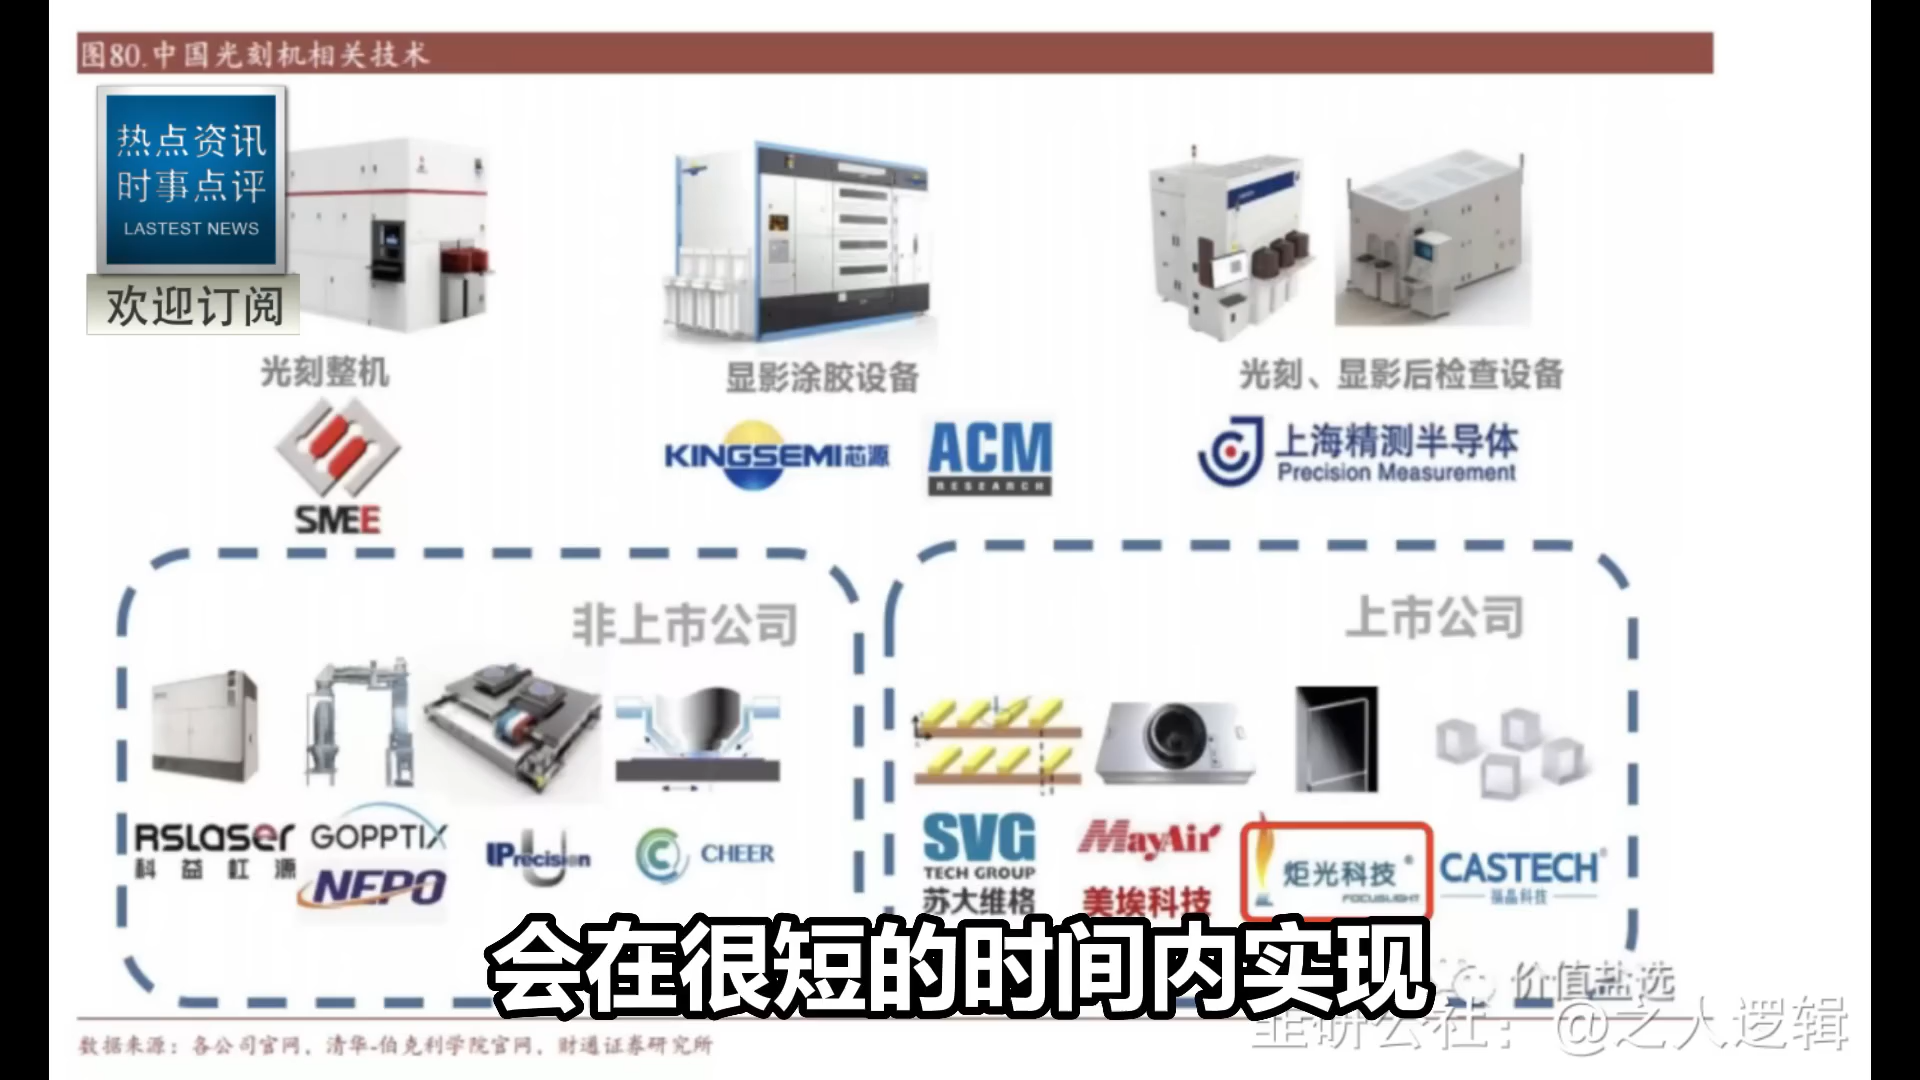 图80.中国光刻机相关技术
热点资讯
时事点评
LASTEST NEWS
欢迎订阅
光刻整机
显影涂胶设备
光刻、显影后检查设备
SMEE
KINGSEMI芯源
ACM
RESEARCH
上海精测半导体
Precision Measurement
非上市公司
上市公司
RSLaser
科益虹源
GOPPTIX
NEPO
UPrecision
CHEER
SVG
TECH GROUP
苏大维格
MayAir
美埃科技
炬光科技
FOCUSLIGHT
CASTECH
福晶科技
会在很短的时间内实现
价值盐选
韭研公社：@之人逻辑
数据来源：各公司官网，清华-伯克利学院官网，财通证券研究所